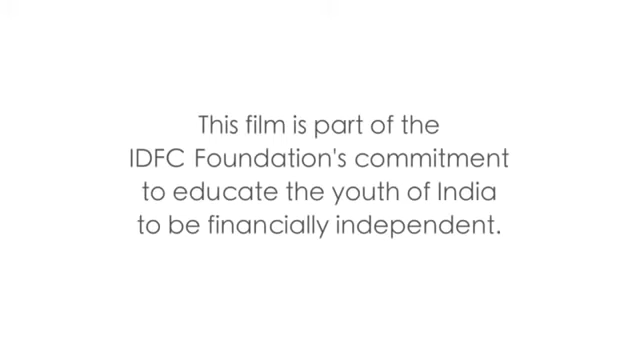 This film is part of the
IDFC Foundation's commitment
to educate the youth of India
to be financially independent.